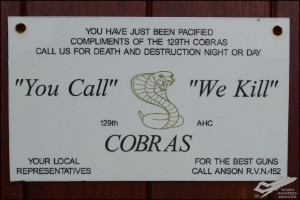 YOU HAVE JUST BEEN PACIFIED
COMPLIMENTS OF THE 129TH COBRAS
CALL US FOR DEATH AND DESTRUCTION NIGHT OR DAY
"You Call" "We Kill"
129th AHC
COBRAS
YOUR LOCAL
REPRESENTATIVES
FOR THE BEST GUNS
CALL ANSON R.V.N.-152